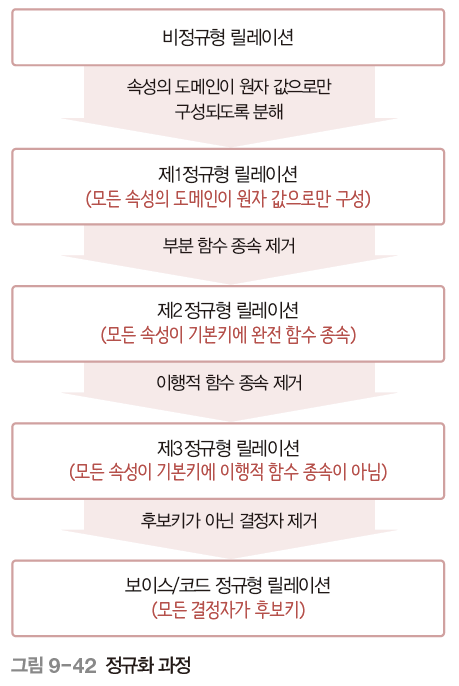 비정규형 릴레이션
속성의 도메인이 원자 값으로만
구성되도록 분해
제1정규형 릴레이션
(모든 속성의 도메인이 원자 값으로만 구성)
부분 함수 종속 제거
제2정규형 릴레이션
(모든 속성이 기본키에 완전 함수 종속)
이행적 함수 종속 제거
제3정규형 릴레이션
(모든 속성이 기본키에 이행적 함수 종속이 아님)
후보키가 아닌 결정자 제거
보이스/코드 정규형 릴레이션
(모든 결정자가 후보키)
그림 9-42 정규화 과정